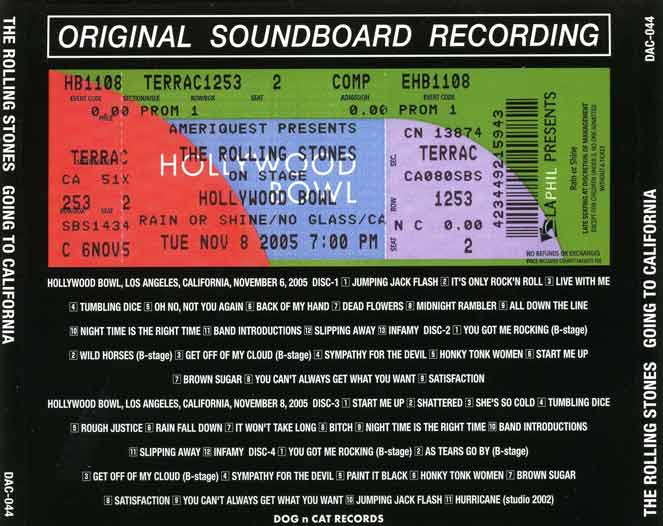 ORIGINAL SOUNDBOARD RECORDING
THE ROLLING STONES GOING TO CALIFORNIA
DAC-044
HB1108 TERRAC1253 2 COMP EHB1108
EVENT CODE SECTION/AISLE ROW/BOX SEAT ADMISSION EVENT CODE
0.00 PROM 1 0.00 PROM 1
AMERIQUEST PRESENTS CN 13874
TERRAC THE ROLLING STONES SEC. TERRAC
CA 51X ON STAGE CA080SBS
HOLLYWOOD BOWL
253 2 HOLLYWOOD BOWL ROW 1253
SBS1434 RAIN OR SHINE/NO GLASS/CA N C 0.00
C 6NOV5 TUE NOV 8 2005 7:00 PM SEAT 2
423449215943
LA PHIL PRESENTS
Rain or Shine
LATE SEATING AT DISCRETION OF MANAGEMENT
NO REFUNDS OR EXCHANGES
HOLLYWOOD BOWL, LOS ANGELES, CALIFORNIA, NOVEMBER 6, 2005 DISC-1 1 JUMPING JACK FLASH 2 IT'S ONLY ROCK'N ROLL 3 LIVE WITH ME
4 TUMBLING DICE 5 OH NO, NOT YOU AGAIN 6 BACK OF MY HAND 7 DEAD FLOWERS 8 MIDNIGHT RAMBLER 9 ALL DOWN THE LINE
10 NIGHT TIME IS THE RIGHT TIME 11 BAND INTRODUCTIONS 12 SLIPPING AWAY 13 INFAMY DISC-2 1 YOU GOT ME ROCKING (B-stage)
2 WILD HORSES (B-stage) 3 GET OFF OF MY CLOUD (B-stage) 4 SYMPATHY FOR THE DEVIL 5 HONKY TONK WOMEN 6 START ME UP
7 BROWN SUGAR 8 YOU CAN'T ALWAYS GET WHAT YOU WANT 9 SATISFACTION
HOLLYWOOD BOWL, LOS ANGELES, CALIFORNIA, NOVEMBER 8, 2005 DISC-3 1 START ME UP 2 SHATTERED 3 SHE'S SO COLD 4 TUMBLING DICE
5 ROUGH JUSTICE 6 RAIN FALL DOWN 7 IT WON'T TAKE LONG 8 BITCH 9 NIGHT TIME IS THE RIGHT TIME 10 BAND INTRODUCTIONS
11 SLIPPING AWAY 12 INFAMY DISC-4 1 YOU GOT ME ROCKING (B-stage) 2 AS TEARS GO BY (B-stage)
3 GET OFF OF MY CLOUD (B-stage) 4 SYMPATHY FOR THE DEVIL 5 PAINT IT BLACK 6 HONKY TONK WOMEN 7 BROWN SUGAR
8 SATISFACTION 9 YOU CAN'T ALWAYS GET WHAT YOU WANT 10 JUMPING JACK FLASH 11 HURRICANE (studio 2002)
DOG n CAT RECORDS
DAC-044
THE ROLLING STONES GOING TO CALIFORNIA